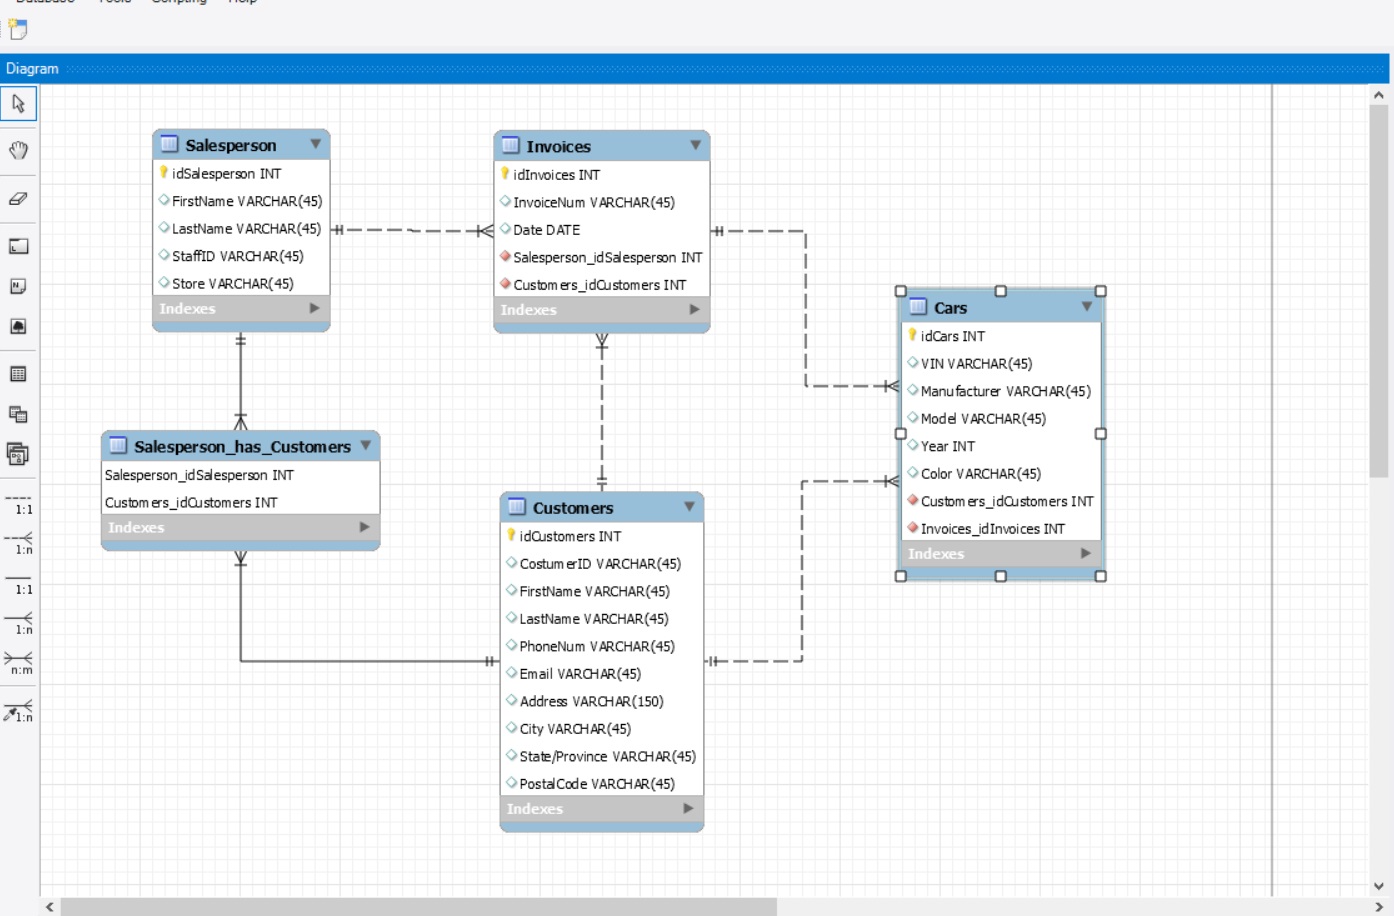 Database Tools Scripting Help
Diagram
Salesperson
idSalesperson INT
FirstName VARCHAR(45)
LastName VARCHAR(45)
StaffID VARCHAR(45)
Store VARCHAR(45)
Indexes
Invoices
idInvoices INT
InvoiceNum VARCHAR(45)
Date DATE
Salesperson_idSalesperson INT
Customers_idCustomers INT
Indexes
Cars
idCars INT
VIN VARCHAR(45)
Manufacturer VARCHAR(45)
Model VARCHAR(45)
Year INT
Color VARCHAR(45)
Customers_idCustomers INT
Invoices_idInvoices INT
Indexes
Salesperson_has_Customers
Salesperson_idSalesperson INT
Customers_idCustomers INT
Indexes
Customers
idCustomers INT
CostumerID VARCHAR(45)
FirstName VARCHAR(45)
LastName VARCHAR(45)
PhoneNum VARCHAR(45)
Email VARCHAR(45)
Address VARCHAR(150)
City VARCHAR(45)
State/Province VARCHAR(45)
PostalCode VARCHAR(45)
Indexes
1:1
1:n
1:1
1:n
n:m
1:n